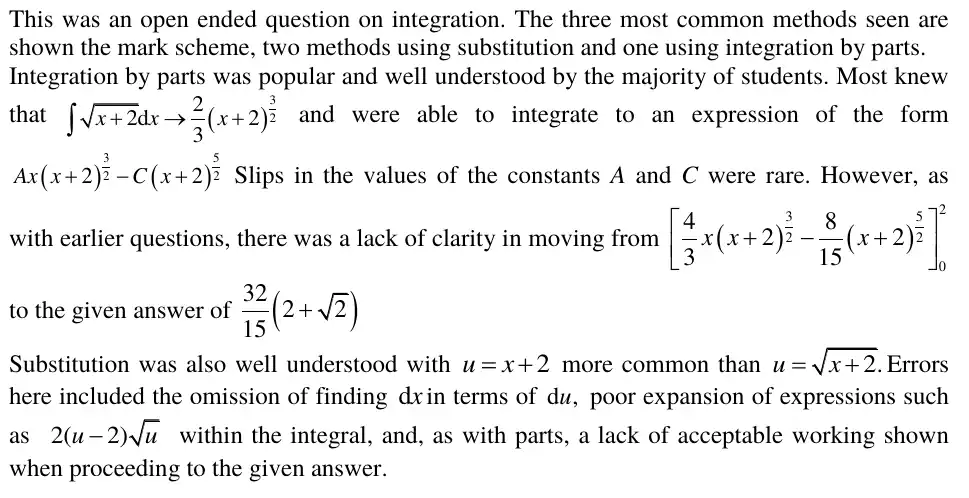 This was an open ended question on integration. The three most common methods seen are
shown the mark scheme, two methods using substitution and one using integration by parts.
Integration by parts was popular and well understood by the majority of students. Most knew
that ∫√(x+2)dx → 2/3(x+2)^(3/2) and were able to integrate to an expression of the form
Ax(x+2)^(3/2) – C(x+2)^(5/2) Slips in the values of the constants A and C were rare. However, as
with earlier questions, there was a lack of clarity in moving from [4/3x(x+2)^(3/2) – 8/15(x+2)^(5/2)]_0^2
to the given answer of 32/15(2+√2)
Substitution was also well understood with u = x+2 more common than u = √(x+2). Errors
here included the omission of finding dx in terms of du, poor expansion of expressions such
as 2(u–2)√u within the integral, and, as with parts, a lack of acceptable working shown
when proceeding to the given answer.